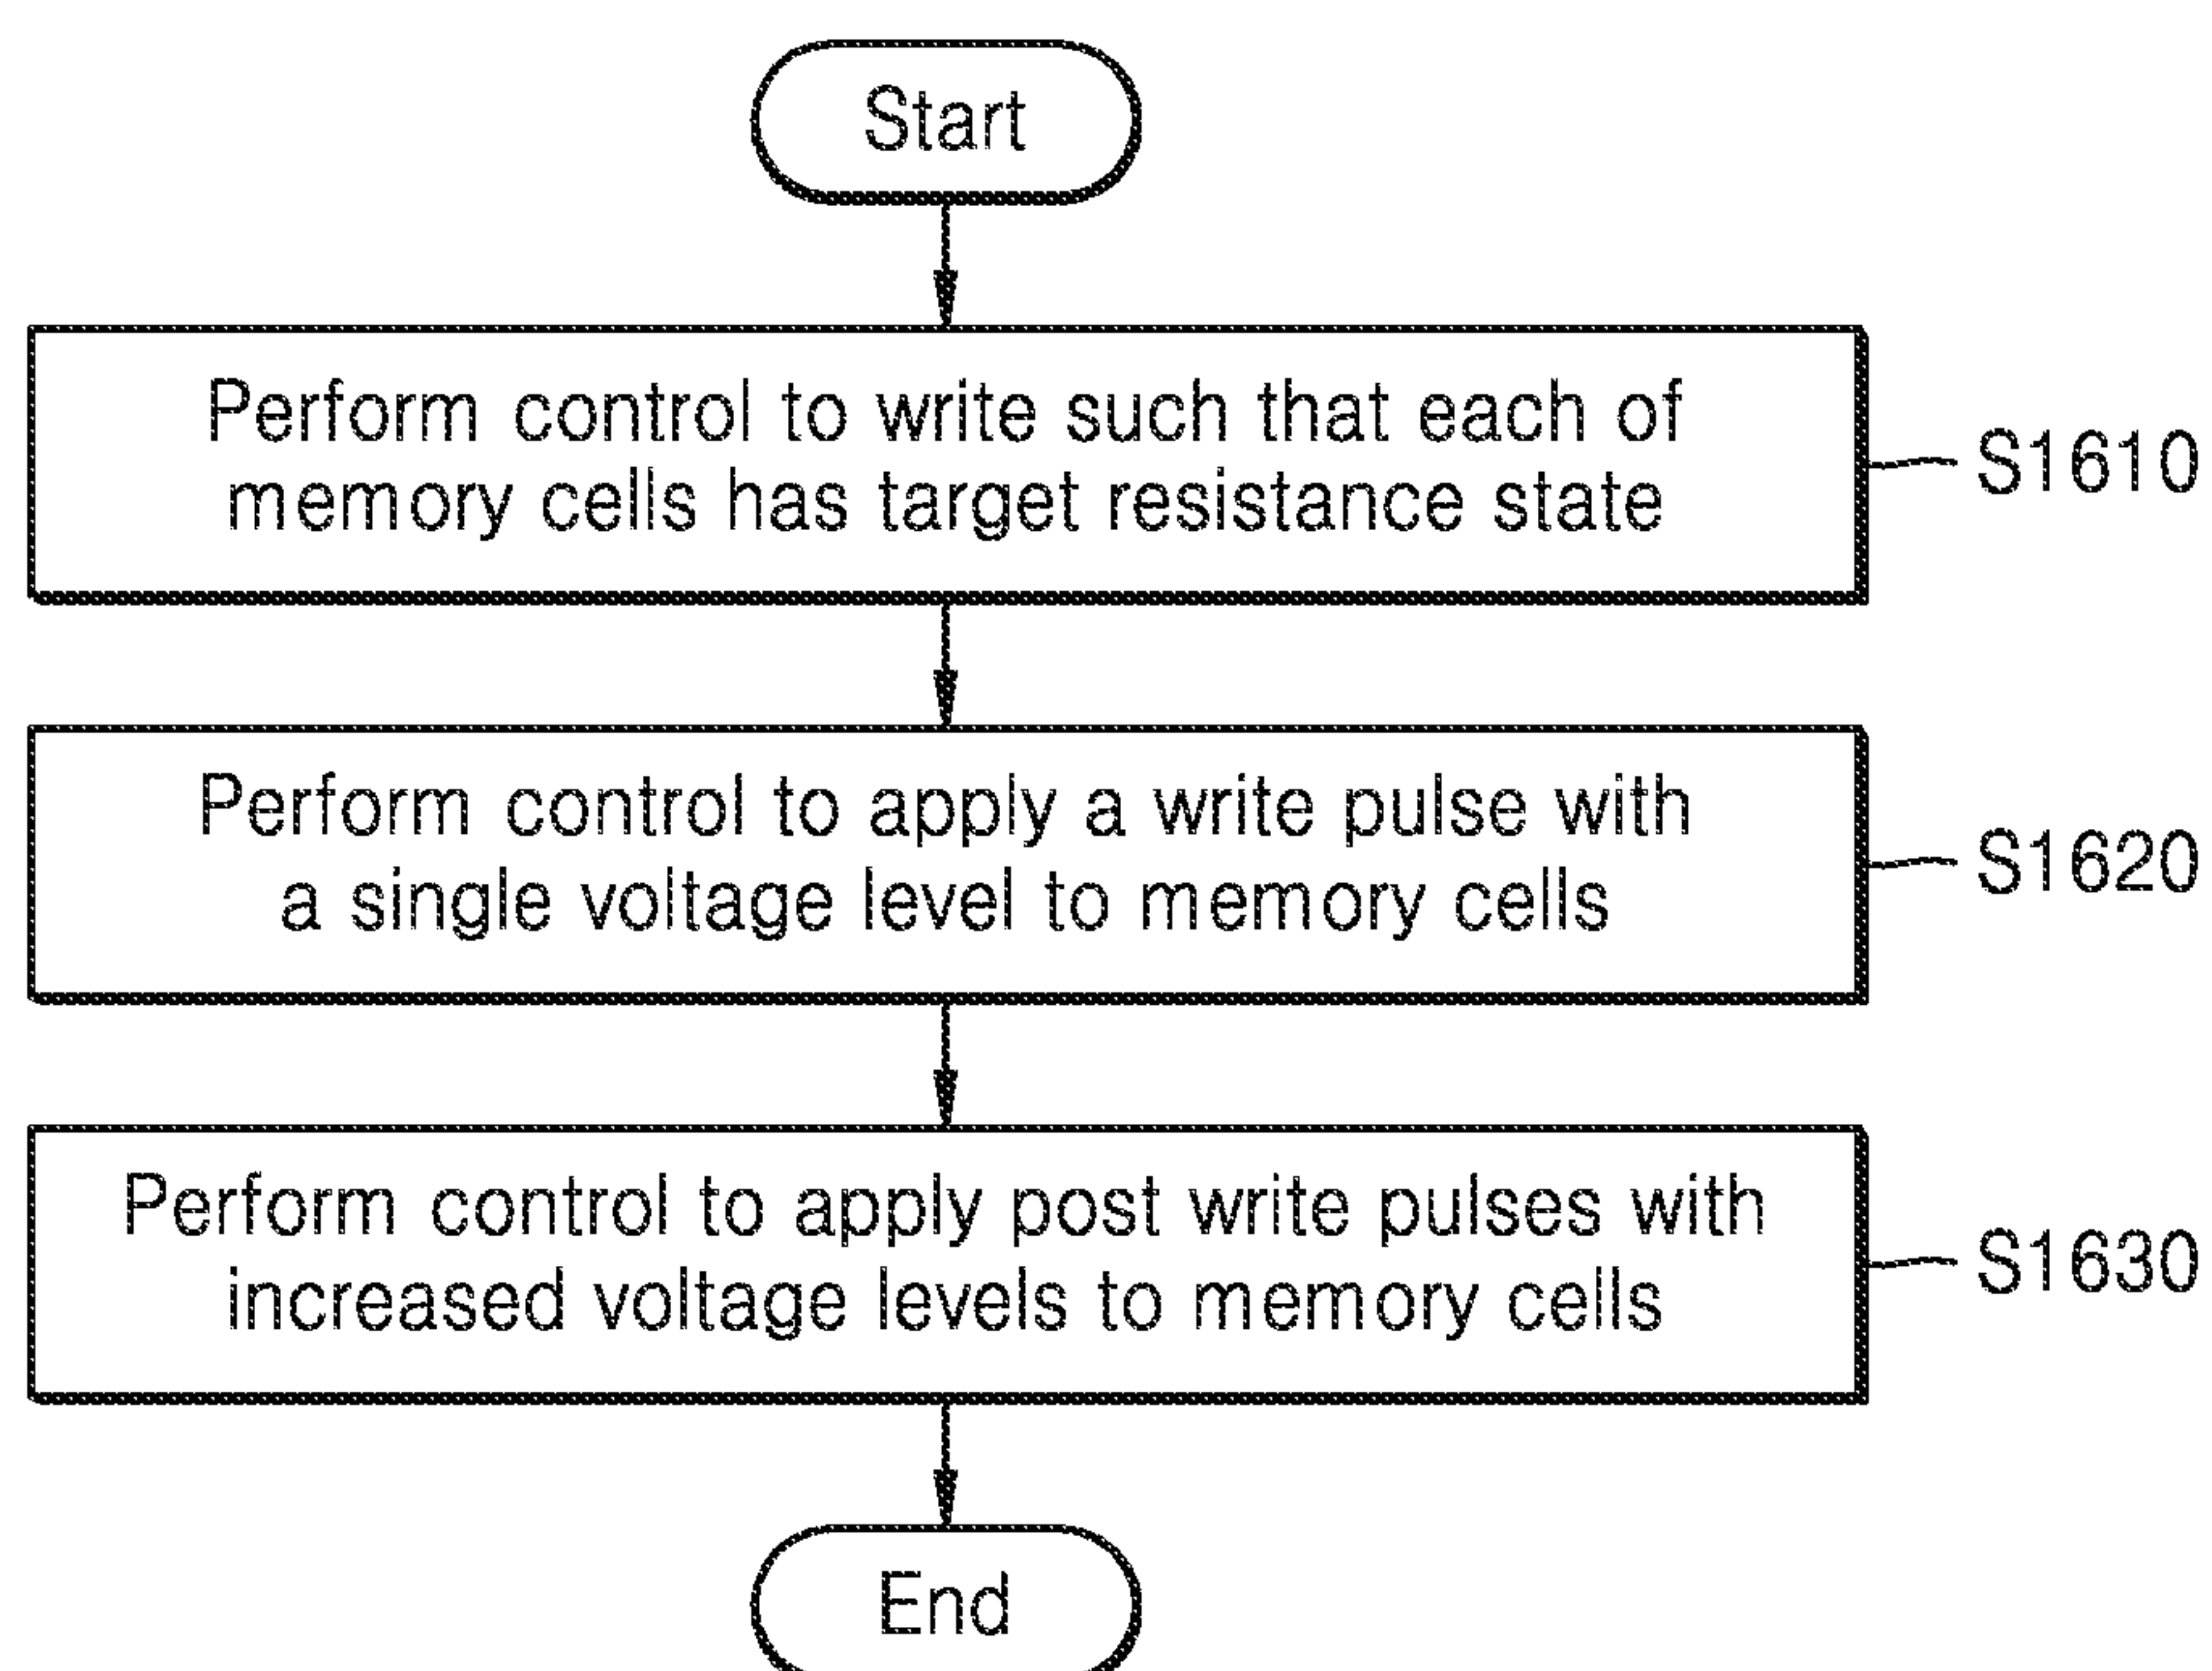 Start
Perform control to write such that each of
memory cells has target resistance state
S1610
Perform control to apply a write pulse with
a single voltage level to memory cells
S1620
Perform control to apply post write pulses with
increased voltage levels to memory cells
S1630
End